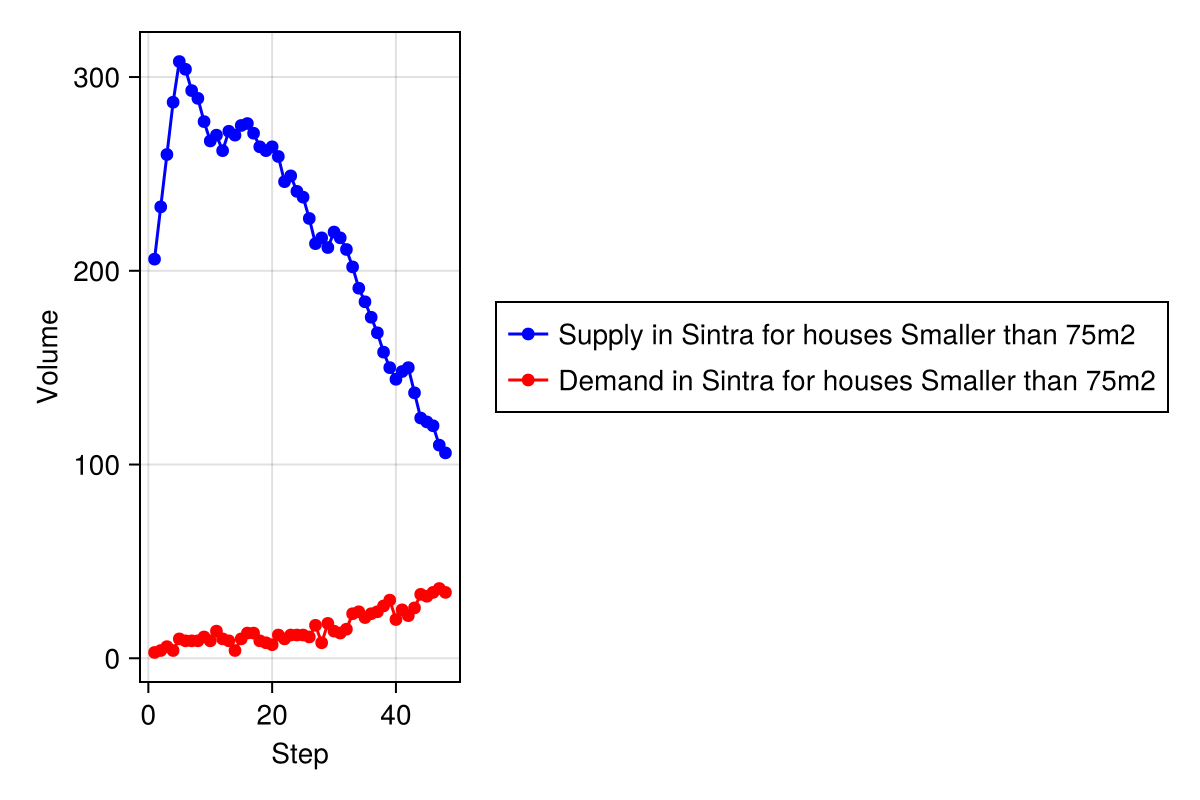 300
200
100
0
Volume
0 20 40
Step
Supply in Sintra for houses Smaller than 75m2
Demand in Sintra for houses Smaller than 75m2